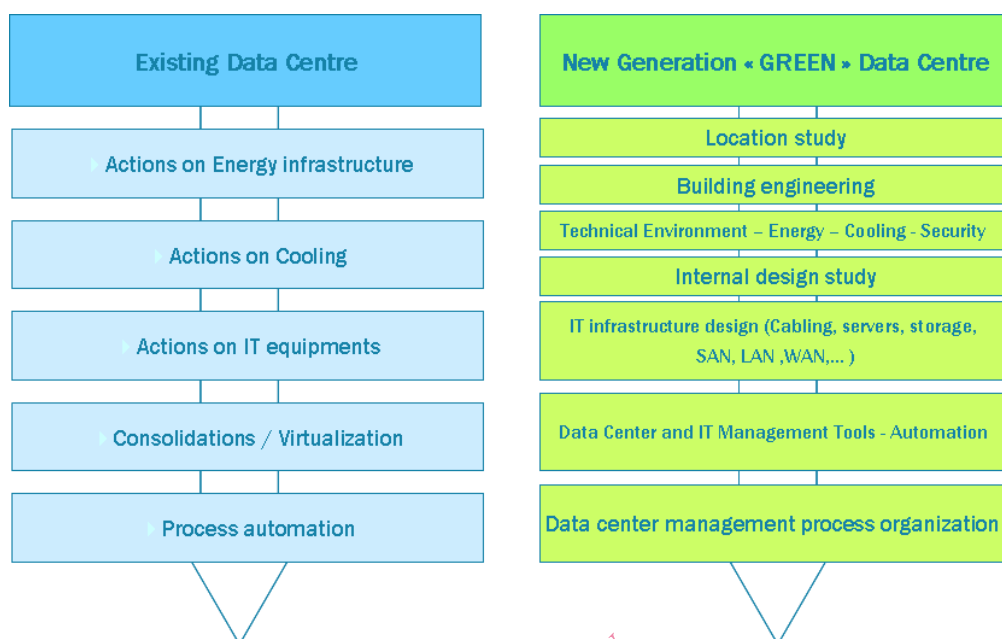 Existing Data Centre
Actions on Energy infrastructure
Actions on Cooling
Actions on IT equipments
Consolidations / Virtualization
Process automation
New Generation « GREEN » Data Centre
Location study
Building engineering
Technical Environment – Energy – Cooling - Security
Internal design study
IT infrastructure design (Cabling, servers, storage,
SAN, LAN ,WAN,... )
Data Center and IT Management Tools - Automation
Data center management process organization